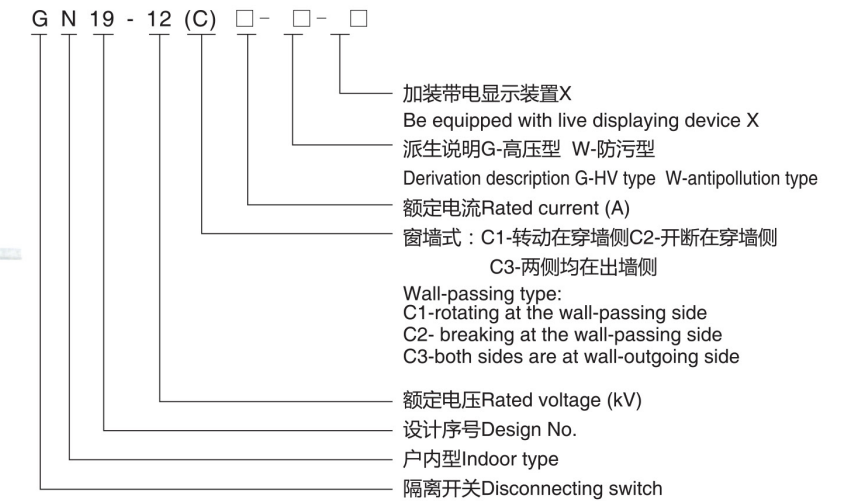 G N 19 - 12 (C) □ - □ - □
加装带电显示装置X
Be equipped with live displaying device X
派生说明G-高压型 W-防污型
Derivation description G-HV type W-antipollution type
额定电流Rated current (A)
窗墙式：C1-转动在穿墙侧C2-开断在穿墙侧
C3-两侧均在出墙侧
Wall-passing type:
C1-rotating at the wall-passing side
C2- breaking at the wall-passing side
C3-both sides are at wall-outgoing side
额定电压Rated voltage (kV)
设计序号Design No.
户内型Indoor type
隔离开关Disconnecting switch